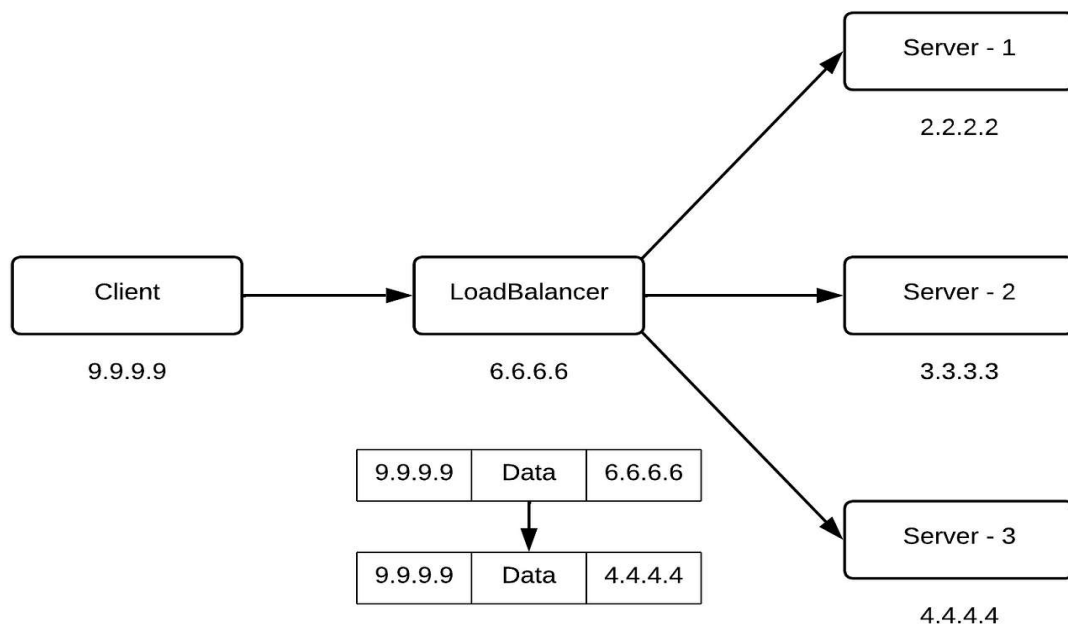 Server - 1
2.2.2.2
Client
LoadBalancer
Server - 2
9.9.9.9
6.6.6.6
3.3.3.3
9.9.9.9 Data 6.6.6.6
9.9.9.9 Data 4.4.4.4
Server - 3
4.4.4.4